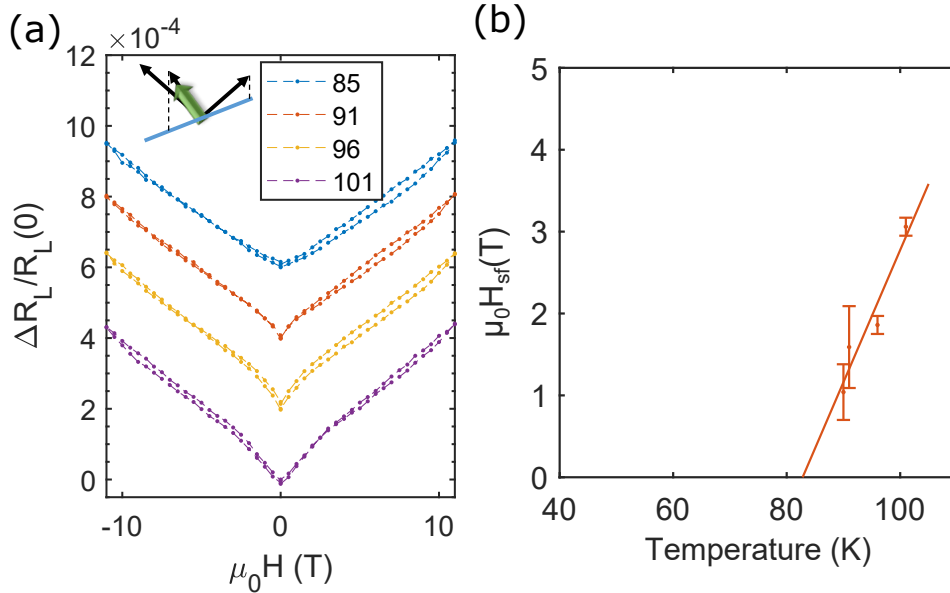 (a)
×10⁻⁴
12
10
8
6
4
2
0
ΔR_L/R_L(0)
-10 0 10
μ₀H (T)
85
91
96
101
(b)
5
4
3
2
1
0
μ₀H_sf(T)
40 60 80 100
Temperature (K)